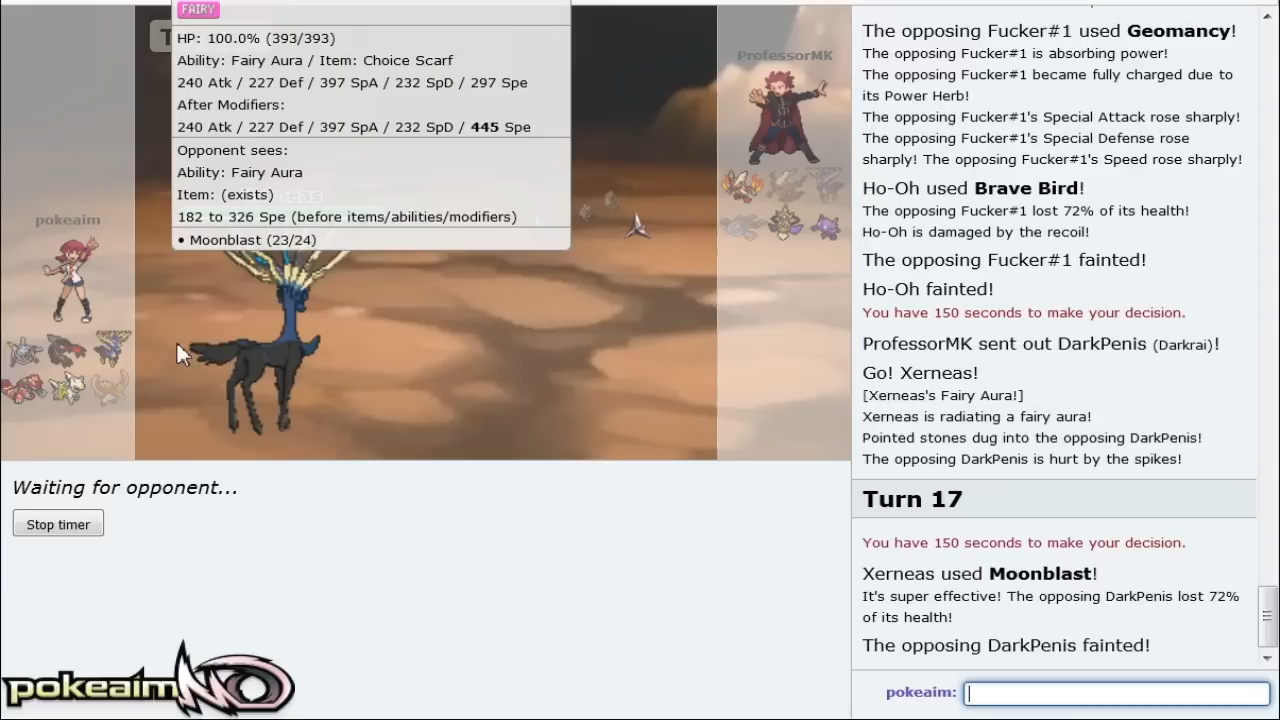 FAIRY
HP: 100.0% (393/393)
Ability: Fairy Aura / Item: Choice Scarf
240 Atk / 227 Def / 397 SpA / 232 SpD / 297 Spe
After Modifiers:
240 Atk / 227 Def / 397 SpA / 232 SpD / 445 Spe
Opponent sees:
Ability: Fairy Aura
Item: (exists)
182 to 326 Spe (before items/abilities/modifiers)
• Moonblast (23/24)
pokeaim
ProfessorMK
Waiting for opponent...
Stop timer
pokeaimMD
The opposing Fucker#1 used Geomancy!
The opposing Fucker#1 is absorbing power!
The opposing Fucker#1 became fully charged due to
its Power Herb!
The opposing Fucker#1's Special Attack rose sharply!
The opposing Fucker#1's Special Defense rose
sharply! The opposing Fucker#1's Speed rose sharply!
Ho-Oh used Brave Bird!
The opposing Fucker#1 lost 72% of its health!
Ho-Oh is damaged by the recoil!
The opposing Fucker#1 fainted!
Ho-Oh fainted!
You have 150 seconds to make your decision.
ProfessorMK sent out DarkPenis (Darkrai)!
Go! Xerneas!
[Xerneas's Fairy Aura!]
Xerneas is radiating a fairy aura!
Pointed stones dug into the opposing DarkPenis!
The opposing DarkPenis is hurt by the spikes!
Turn 17
You have 150 seconds to make your decision.
Xerneas used Moonblast!
It's super effective! The opposing DarkPenis lost 72%
of its health!
The opposing DarkPenis fainted!
pokeaim: